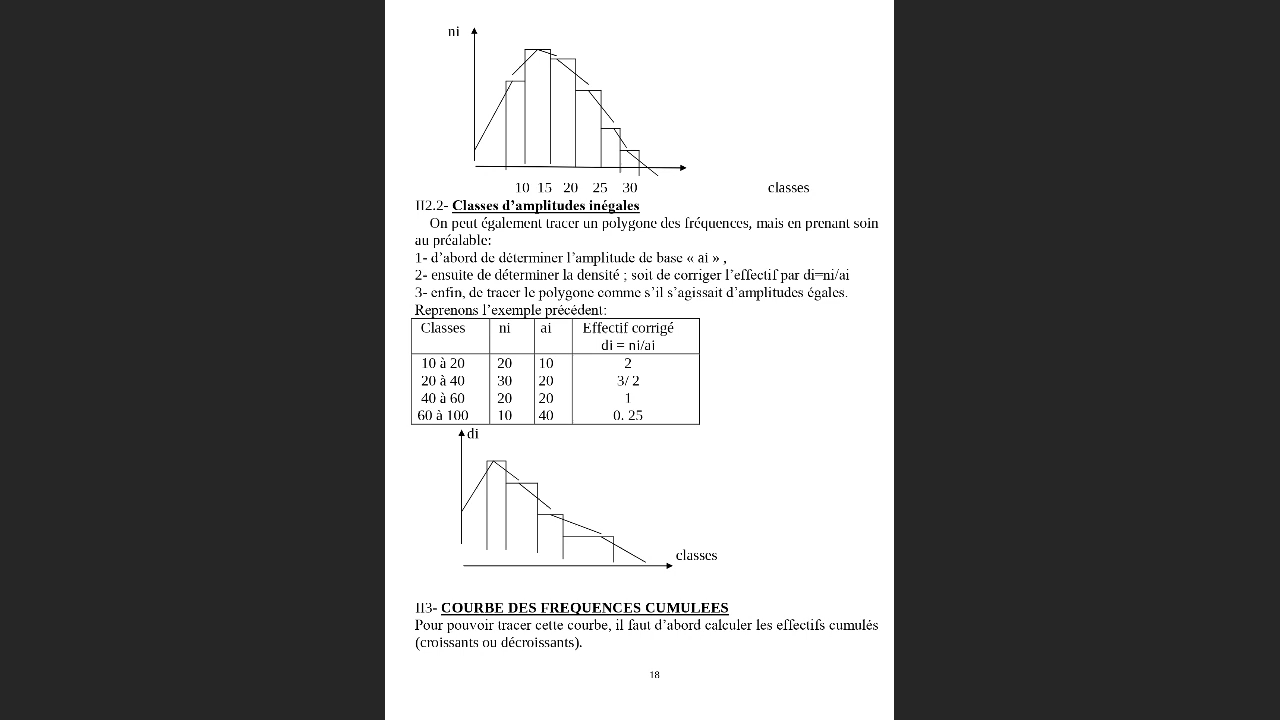 ni
10 15 20 25 30 classes
II2.2- Classes d’amplitudes inégales
On peut également tracer un polygone des fréquences, mais en prenant soin
au préalable:
1- d’abord de déterminer l’amplitude de base « ai » ,
2- ensuite de déterminer la densité ; soit de corriger l’effectif par di=ni/ai
3- enfin, de tracer le polygone comme s’il s’agissait d’amplitudes égales.
Reprenons l’exemple précédent:
Classes ni ai Effectif corrigé
di = ni/ai
10 à 20 20 10 2
20 à 40 30 20 3/ 2
40 à 60 20 20 1
60 à 100 10 40 0. 25
di
classes
II3- COURBE DES FREQUENCES CUMULEES
Pour pouvoir tracer cette courbe, il faut d’abord calculer les effectifs cumulés
(croissants ou décroissants).
18